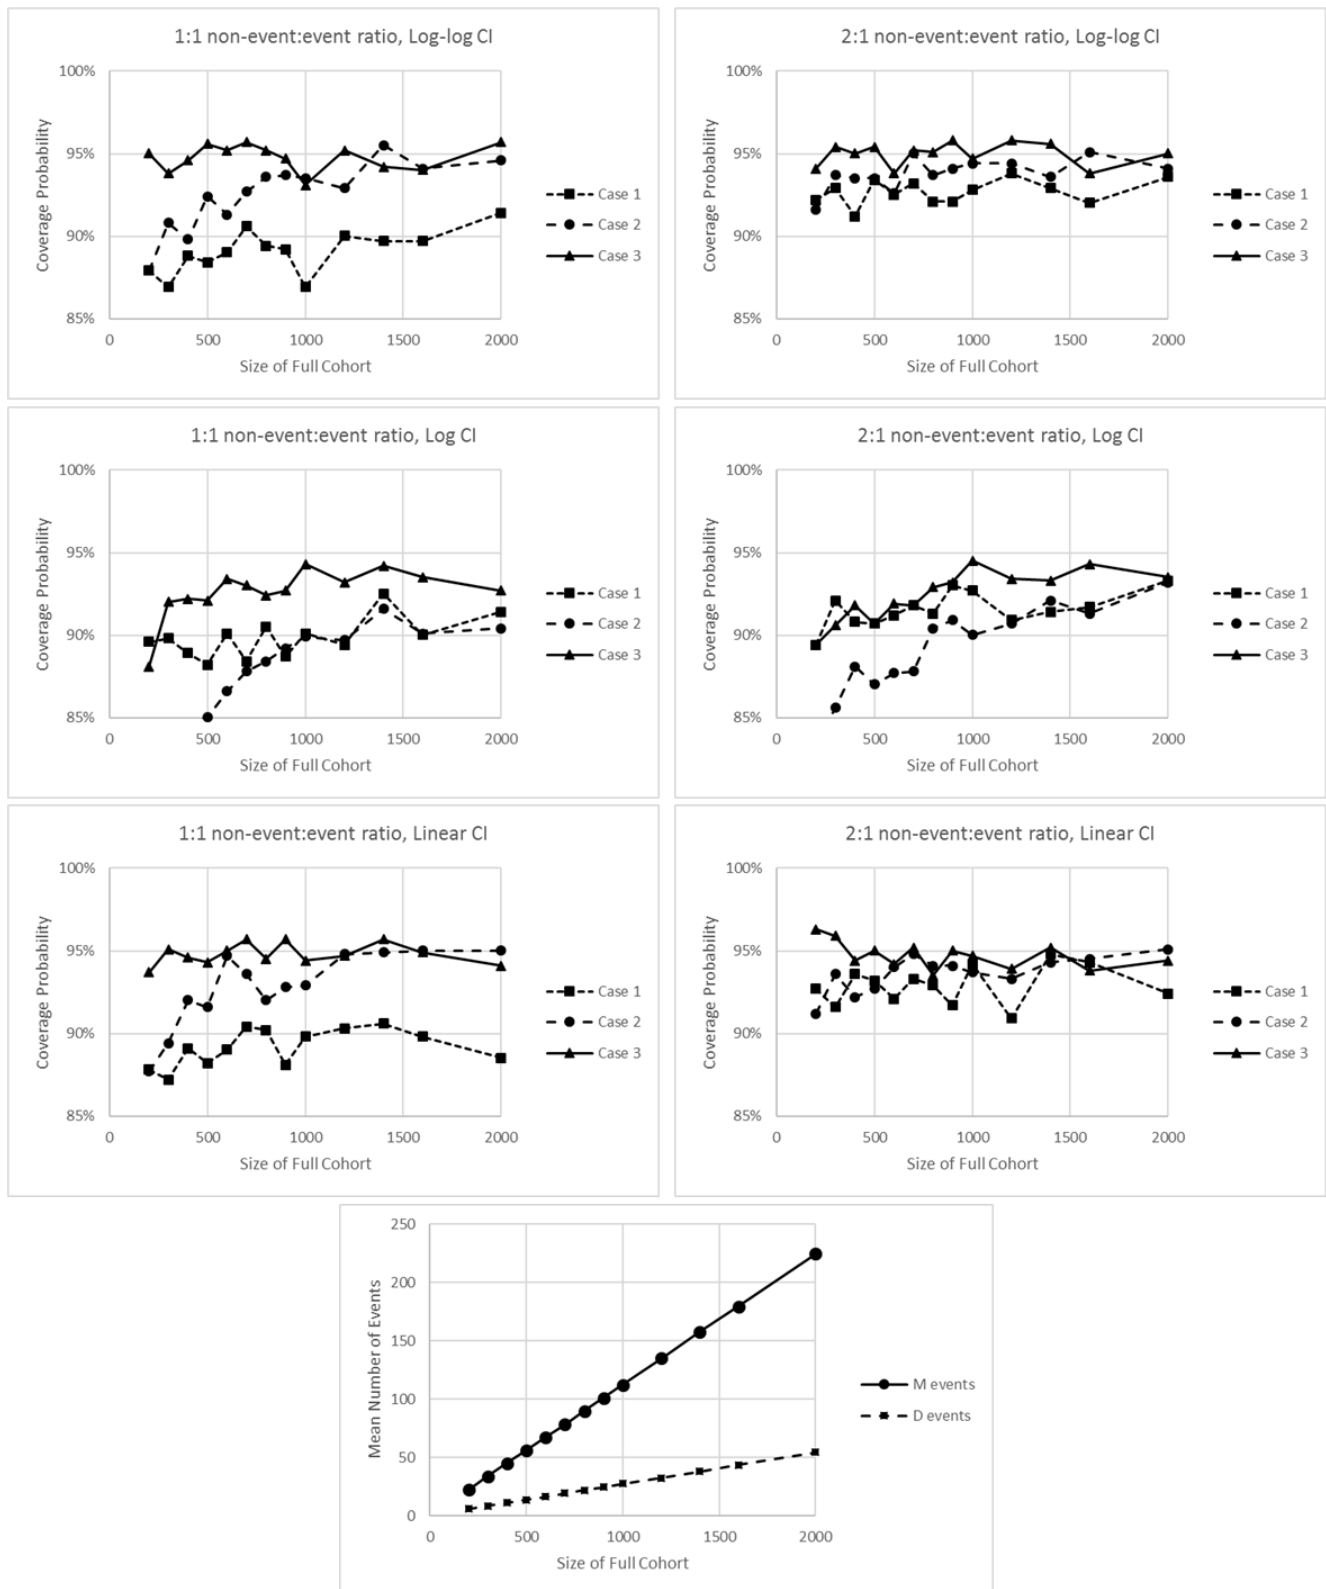 1:1 non-event:event ratio, Log-log CI
100%
95%
90%
85%
0 500 1000 1500 2000
Coverage Probability
Size of Full Cohort
Case 1
Case 2
Case 3
2:1 non-event:event ratio, Log-log CI
100%
95%
90%
85%
0 500 1000 1500 2000
Coverage Probability
Size of Full Cohort
Case 1
Case 2
Case 3
1:1 non-event:event ratio, Log CI
100%
95%
90%
85%
0 500 1000 1500 2000
Coverage Probability
Size of Full Cohort
Case 1
Case 2
Case 3
2:1 non-event:event ratio, Log CI
100%
95%
90%
85%
0 500 1000 1500 2000
Coverage Probability
Size of Full Cohort
Case 1
Case 2
Case 3
1:1 non-event:event ratio, Linear CI
100%
95%
90%
85%
0 500 1000 1500 2000
Coverage Probability
Size of Full Cohort
Case 1
Case 2
Case 3
2:1 non-event:event ratio, Linear CI
100%
95%
90%
85%
0 500 1000 1500 2000
Coverage Probability
Size of Full Cohort
Case 1
Case 2
Case 3
250
200
150
100
50
0
0 500 1000 1500 2000
Mean Number of Events
Size of Full Cohort
M events
D events